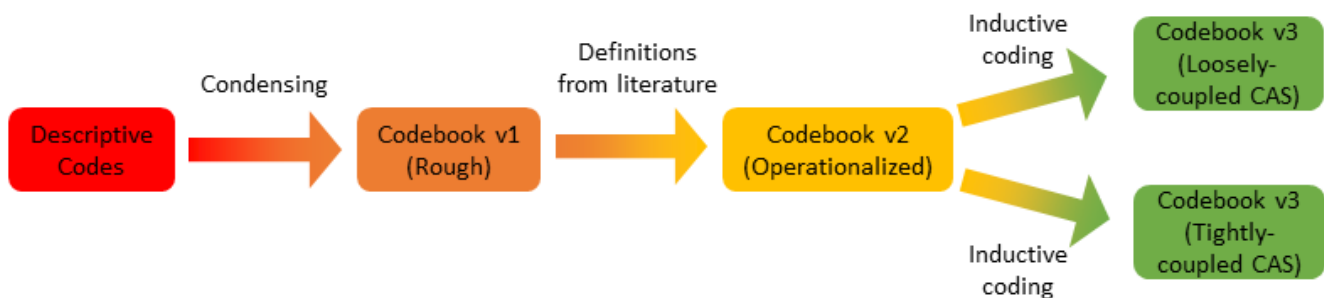 Descriptive
Codes
Condensing
Codebook v1
(Rough)
Definitions
from literature
Codebook v2
(Operationalized)
Inductive
coding
Codebook v3
(Loosely-
coupled CAS)
Inductive
coding
Codebook v3
(Tightly-
coupled CAS)